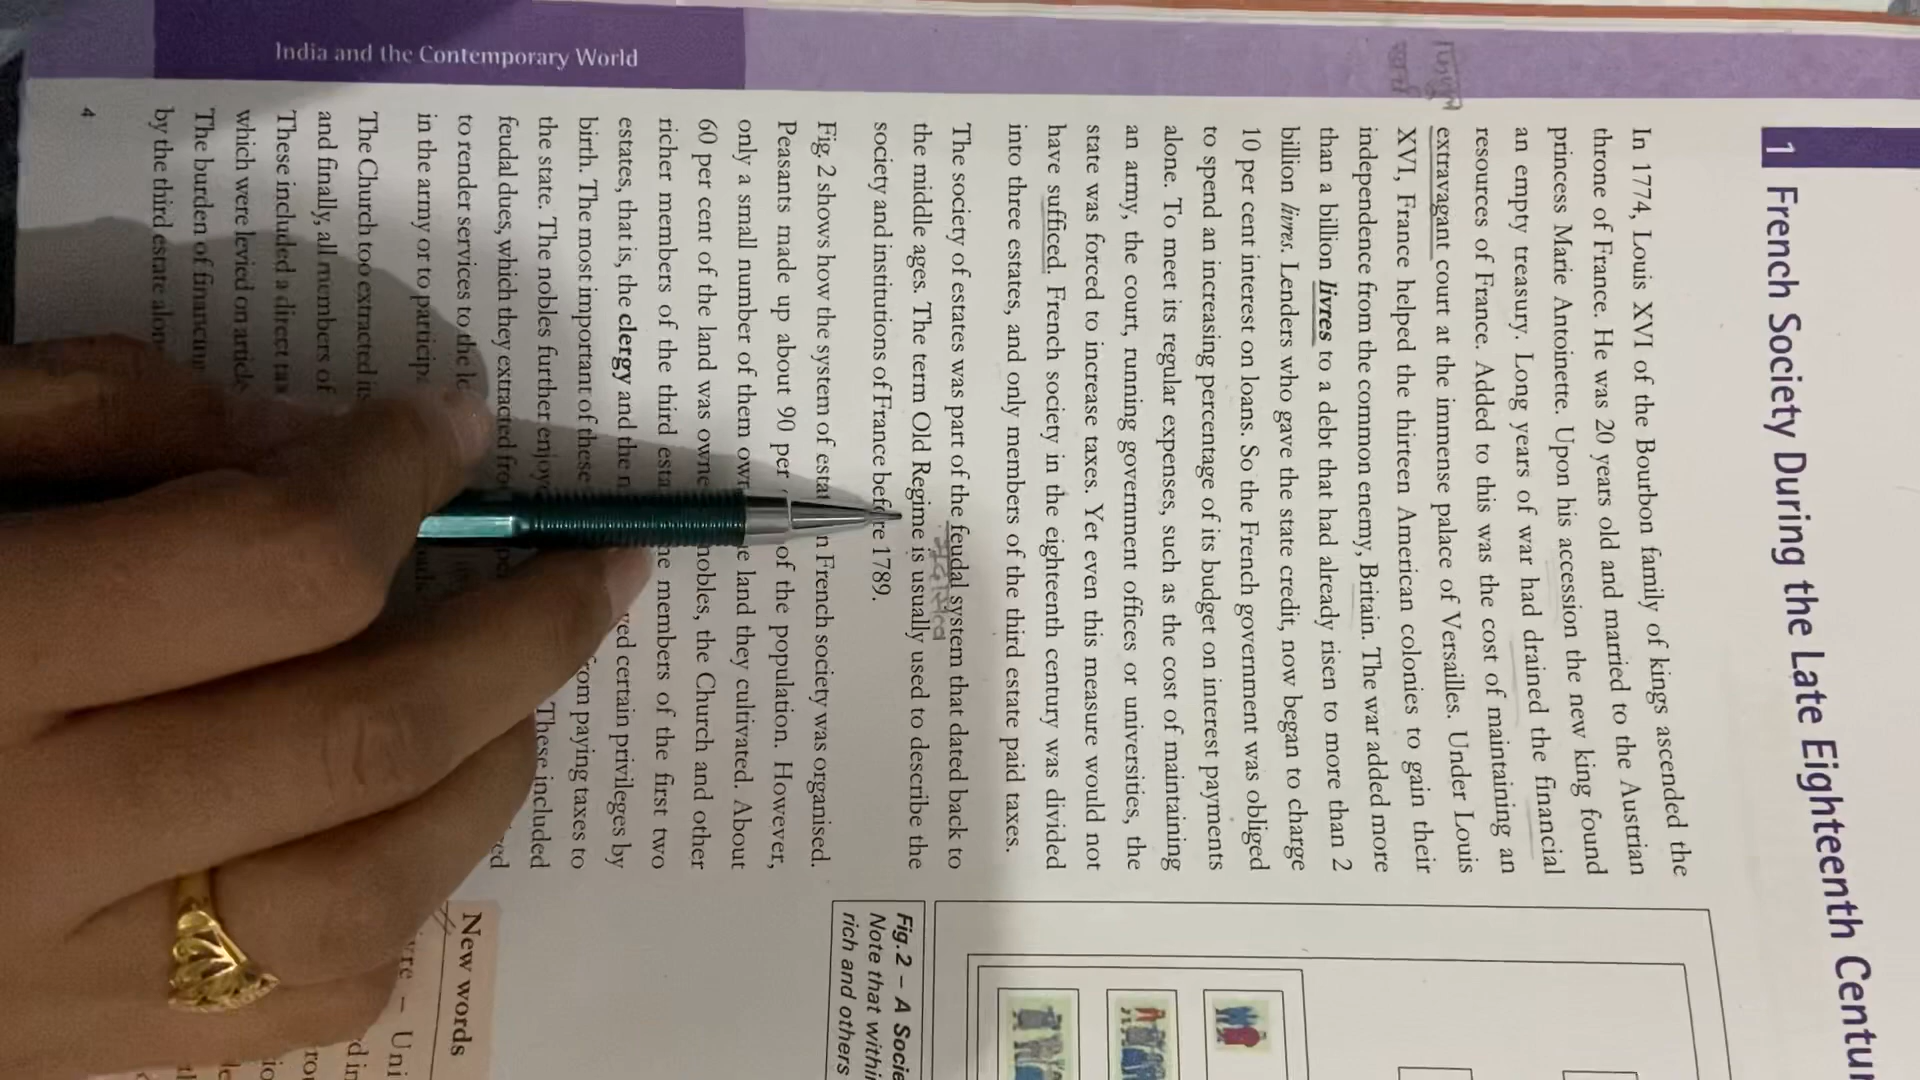 1 French Society During the Late Eighteenth Centur
In 1774, Louis XVI of the Bourbon family of kings ascended the
throne of France. He was 20 years old and married to the Austrian
princess Marie Antoinette. Upon his accession the new king found
an empty treasury. Long years of war had drained the financial
resources of France. Added to this was the cost of maintaining an
extravagant court at the immense palace of Versailles. Under Louis
XVI, France helped the thirteen American colonies to gain their
independence from the common enemy, Britain. The war added more
than a billion livres to a debt that had already risen to more than 2
billion livres. Lenders who gave the state credit, now began to charge
10 per cent interest on loans. So the French government was obliged
to spend an increasing percentage of its budget on interest payments
alone. To meet its regular expenses, such as the cost of maintaining
an army, the court, running government offices or universities, the
state was forced to increase taxes. Yet even this measure would not
have sufficed. French society in the eighteenth century was divided
into three estates, and only members of the third estate paid taxes.
The society of estates was part of the feudal system that dated back to
the middle ages. The term Old Regime is usually used to describe the
society and institutions of France before 1789.
Fig. 2 shows how the system of estat n French society was organised.
Peasants made up about 90 per of the population. However,
only a small number of them own e land they cultivated. About
60 per cent of the land was owne nobles, the Church and other
richer members of the third esta he members of the first two
estates, that is, the clergy and the n yed certain privileges by
birth. The most important of these from paying taxes to
the state. The nobles further enjoy These included
feudal dues, which they extracted fro
to render services to the lo
in the army or to particip
The Church too extracted its
and finally, all members of
These included a direct tax
which were levied on article
The burden of financing
by the third estate alon
4
India and the Contemporary World
Fig.2 – A Socie
Note that withi
rich and others
New words
vre – Uni